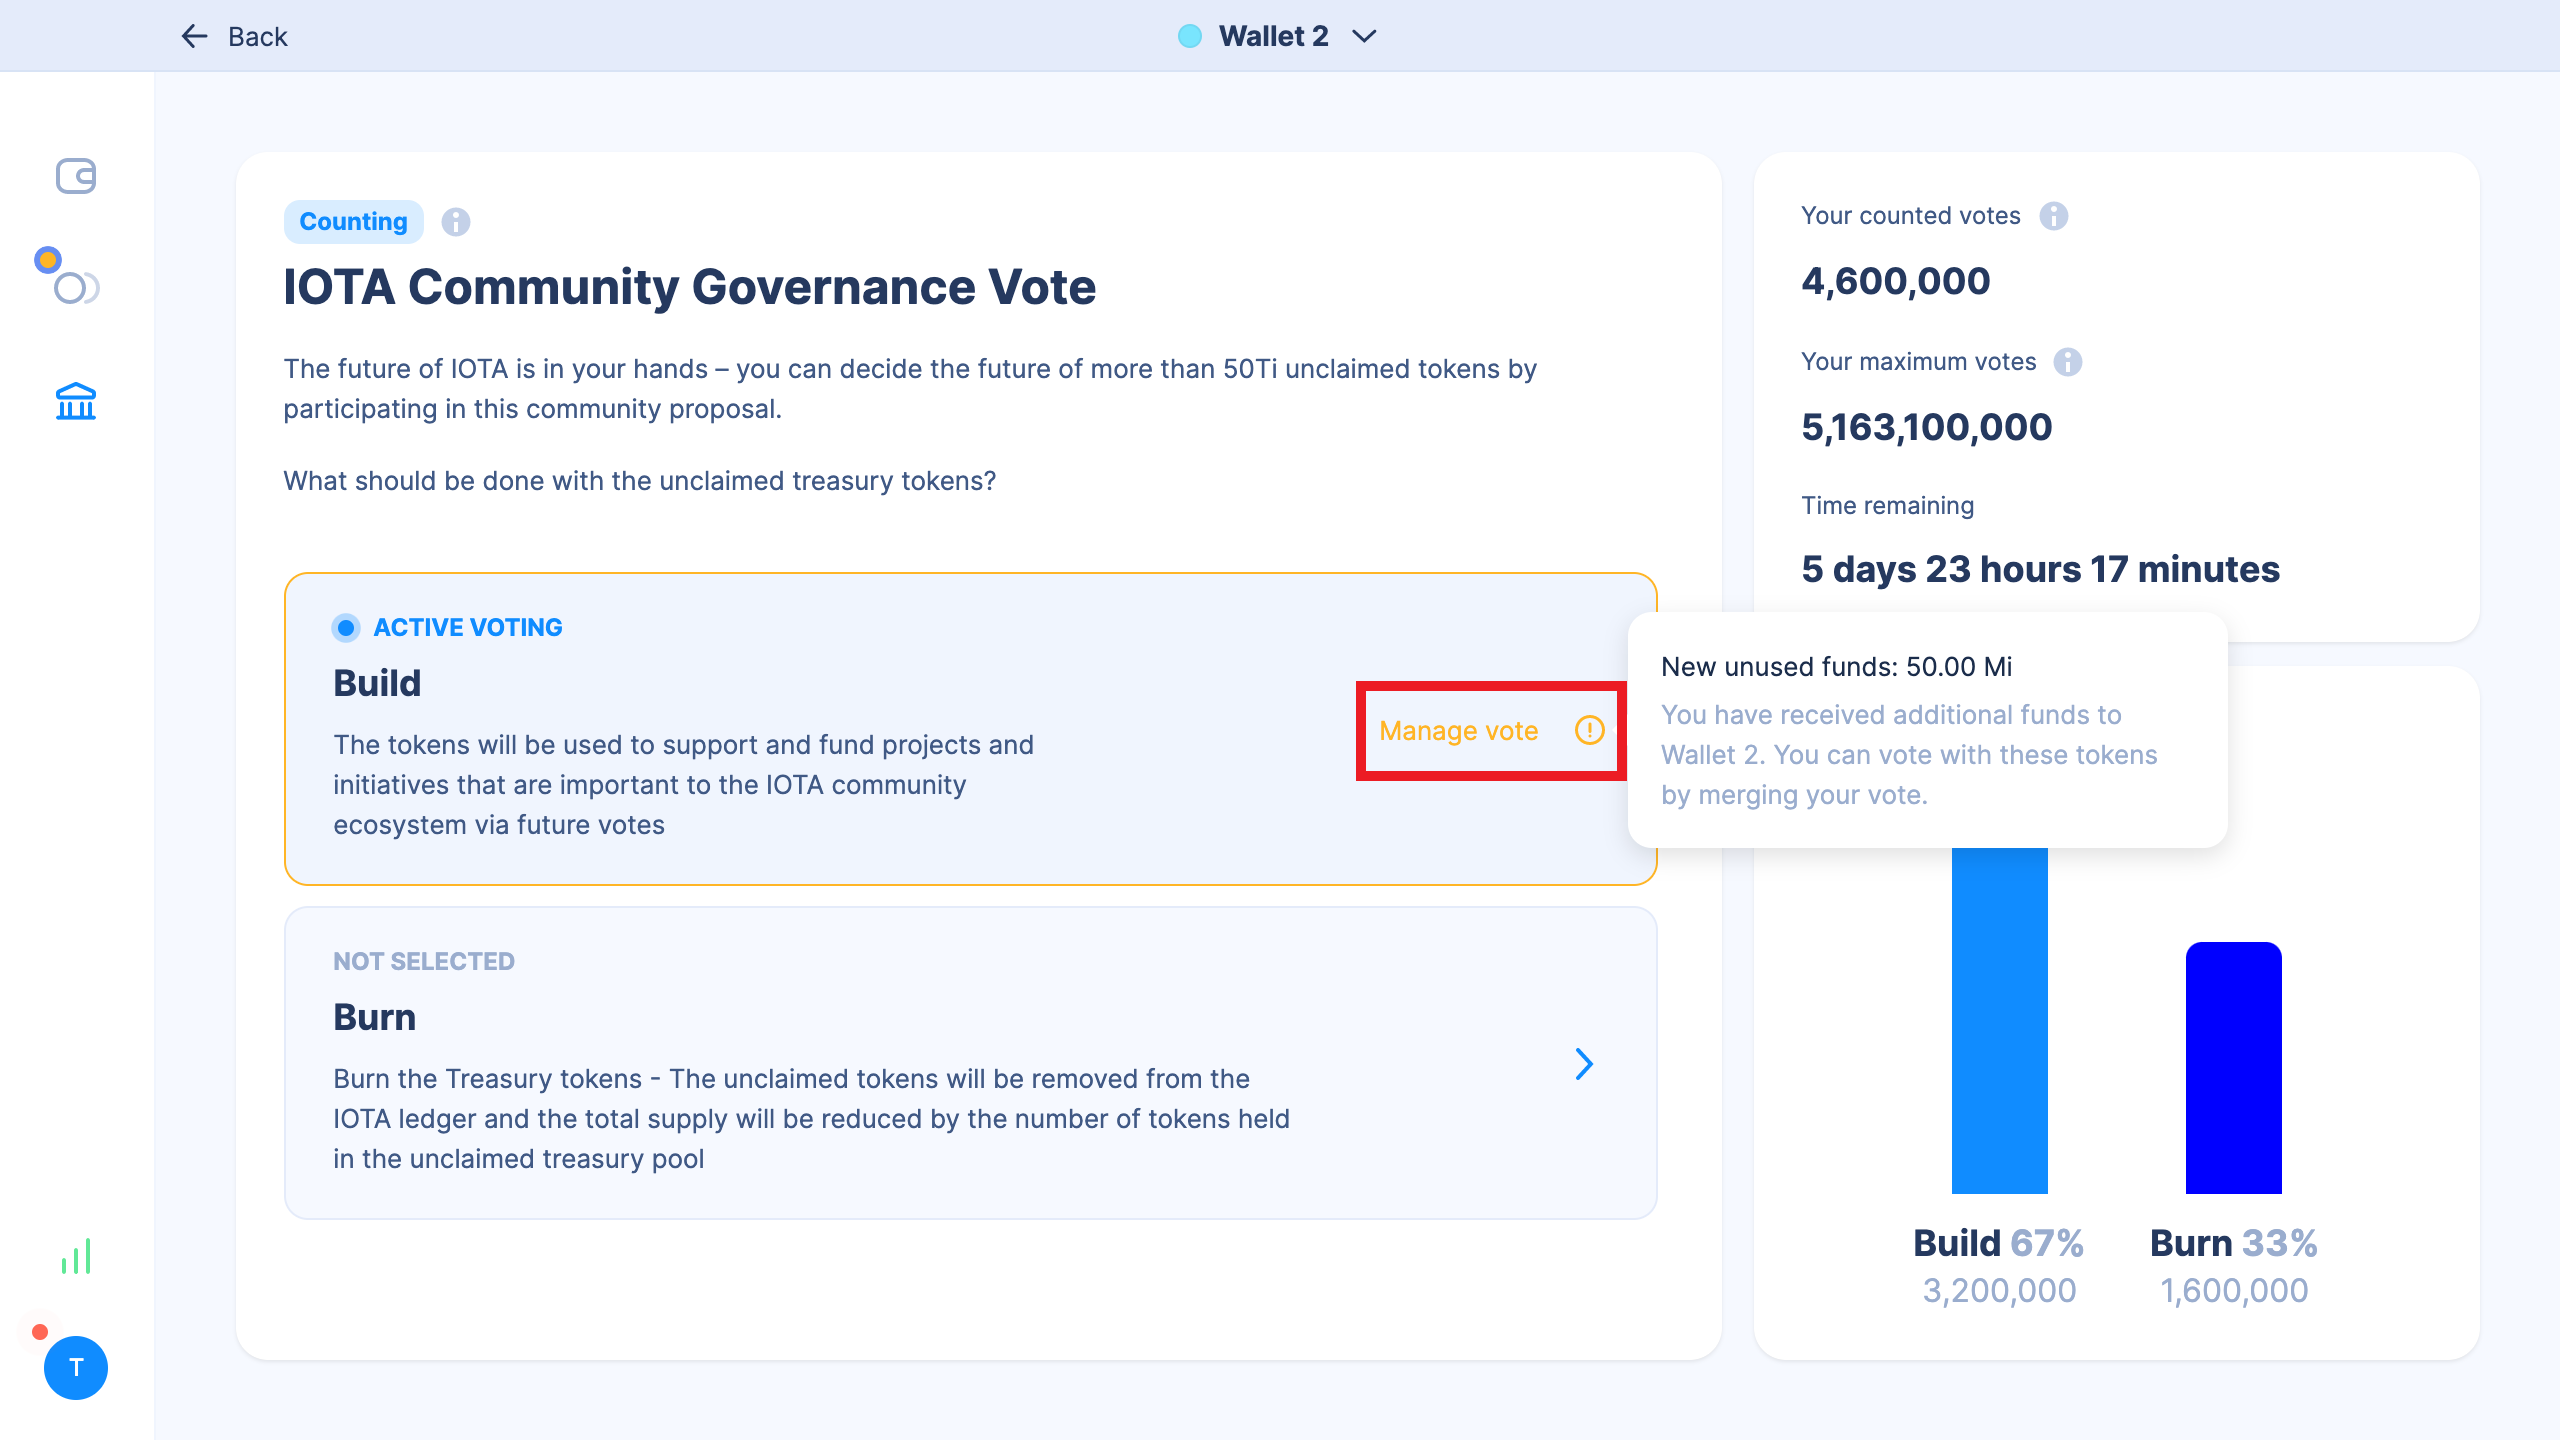 Back
Wallet 2
Counting
IOTA Community Governance Vote
The future of IOTA is in your hands – you can decide the future of more than 50Ti unclaimed tokens by
participating in this community proposal.
What should be done with the unclaimed treasury tokens?
ACTIVE VOTING
Build
The tokens will be used to support and fund projects and
initiatives that are important to the IOTA community
ecosystem via future votes
Manage vote
NOT SELECTED
Burn
Burn the Treasury tokens - The unclaimed tokens will be removed from the
IOTA ledger and the total supply will be reduced by the number of tokens held
in the unclaimed treasury pool
Your counted votes
4,600,000
Your maximum votes
5,163,100,000
Time remaining
5 days 23 hours 17 minutes
New unused funds: 50.00 Mi
You have received additional funds to
Wallet 2. You can vote with these tokens
by merging your vote.
Build 67%
3,200,000
Burn 33%
1,600,000
T